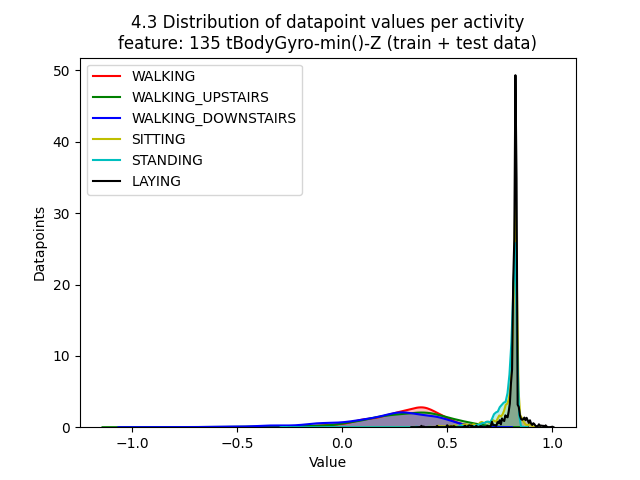 4.3 Distribution of datapoint values per activity
feature: 135 tBodyGyro-min()-Z (train + test data)
50
40
30
20
10
0
Datapoints
WALKING
WALKING_UPSTAIRS
WALKING_DOWNSTAIRS
SITTING
STANDING
LAYING
−1.0 −0.5 0.0 0.5 1.0
Value